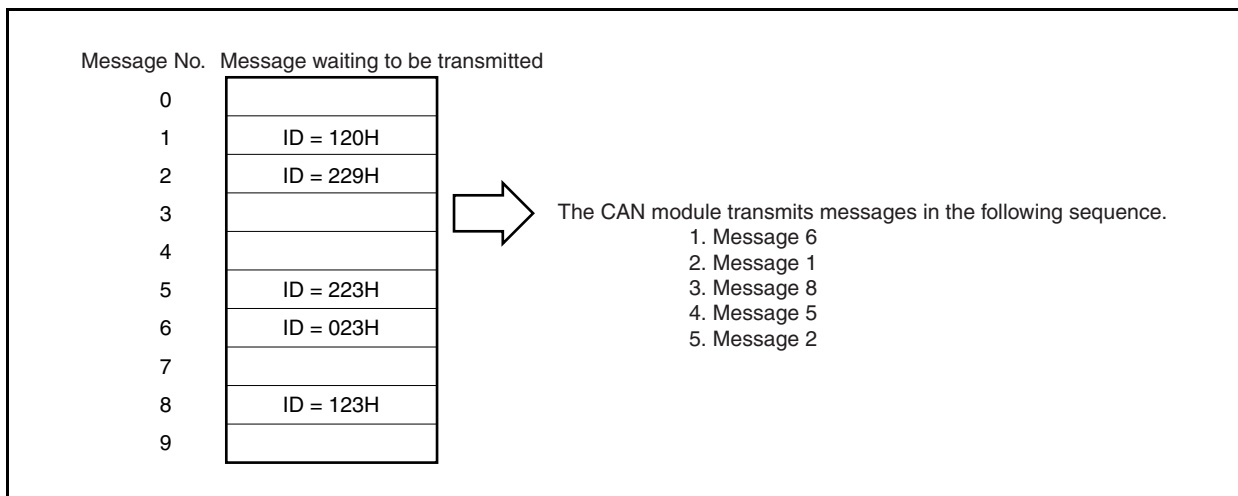 Message No. Message waiting to be transmitted
0
1 ID = 120H
2 ID = 229H
3
4
5 ID = 223H
6 ID = 023H
7
8 ID = 123H
9
The CAN module transmits messages in the following sequence.
1. Message 6
2. Message 1
3. Message 8
4. Message 5
5. Message 2